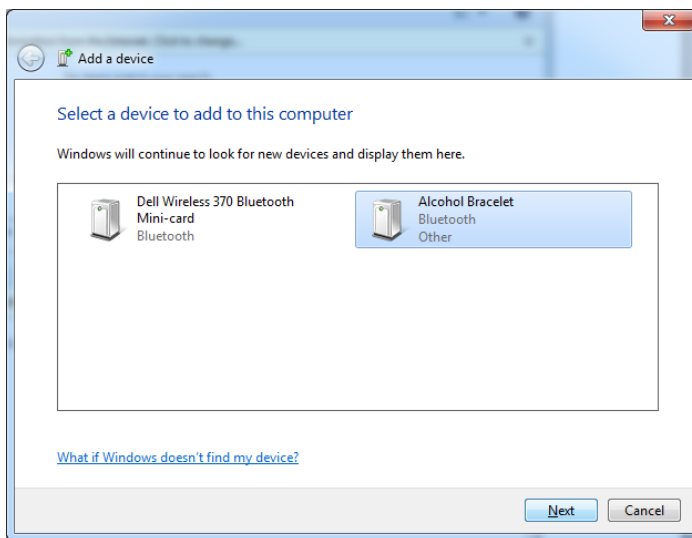 Add a device
Select a device to add to this computer
Windows will continue to look for new devices and display them here.
Dell Wireless 370 Bluetooth
Mini-card
Bluetooth
Alcohol Bracelet
Bluetooth
Other
What if Windows doesn't find my device?
Next
Cancel